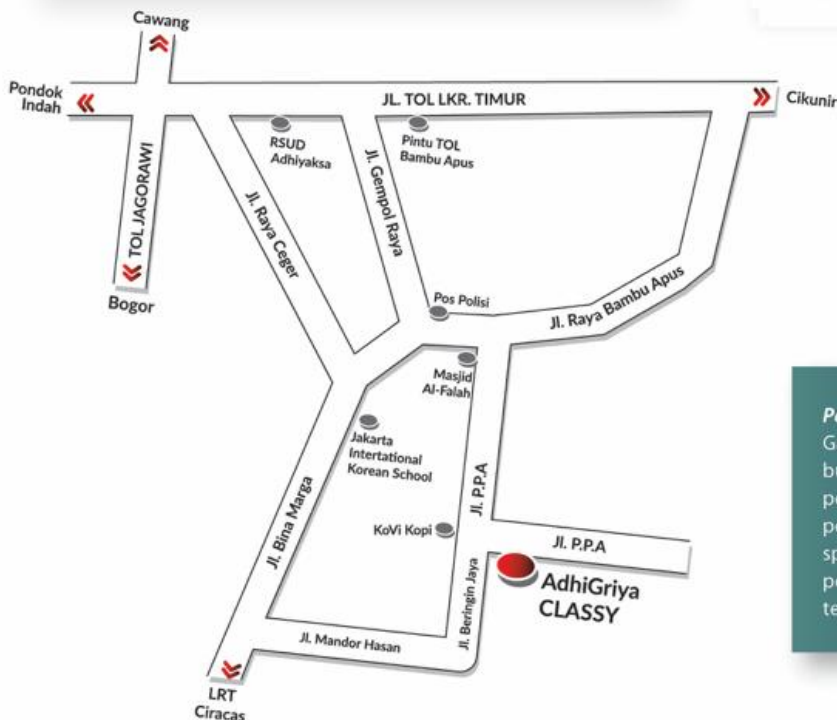 Cawang
Pondok
Indah
JL. TOL LKR. TIMUR
RSUD
Adhiyaksa
Pintu TOL
Bambu Apus
TOL JAGORAWI
Jl. Raya Ceger
Jl. Gempol Raya
Bogor
Pos Polisi
Jl. Raya Bambu Apus
Masjid
Al-Falah
Jakarta
Intertational
Korean School
Jl. P.P.A
Jl. Bina Marga
KoVi Kopi
Jl. P.P.A
AdhiGriya
CLASSY
Jl. Beringin Jaya
Jl. Mandor Hasan
LRT
Ciracas